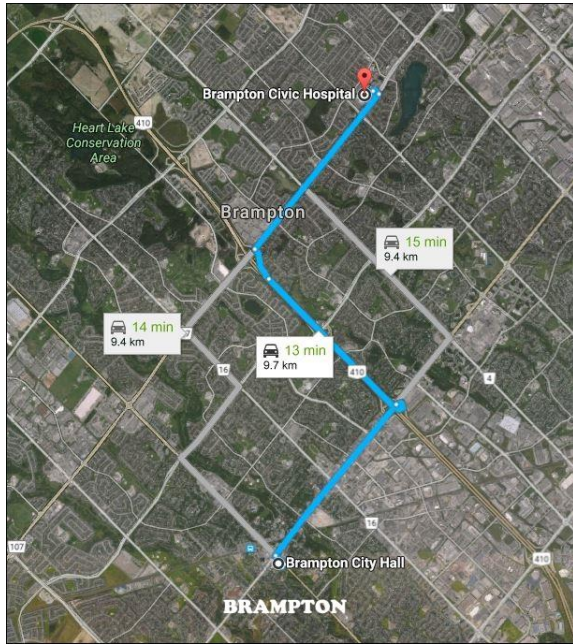 10
Brampton Civic Hospital
410
Heart Lake
Conservation
Area
Brampton
15 min
9.4 km
14 min
9.4 km
13 min
9.7 km
16
410
4
16
107
410
Brampton City Hall
BRAMPTON